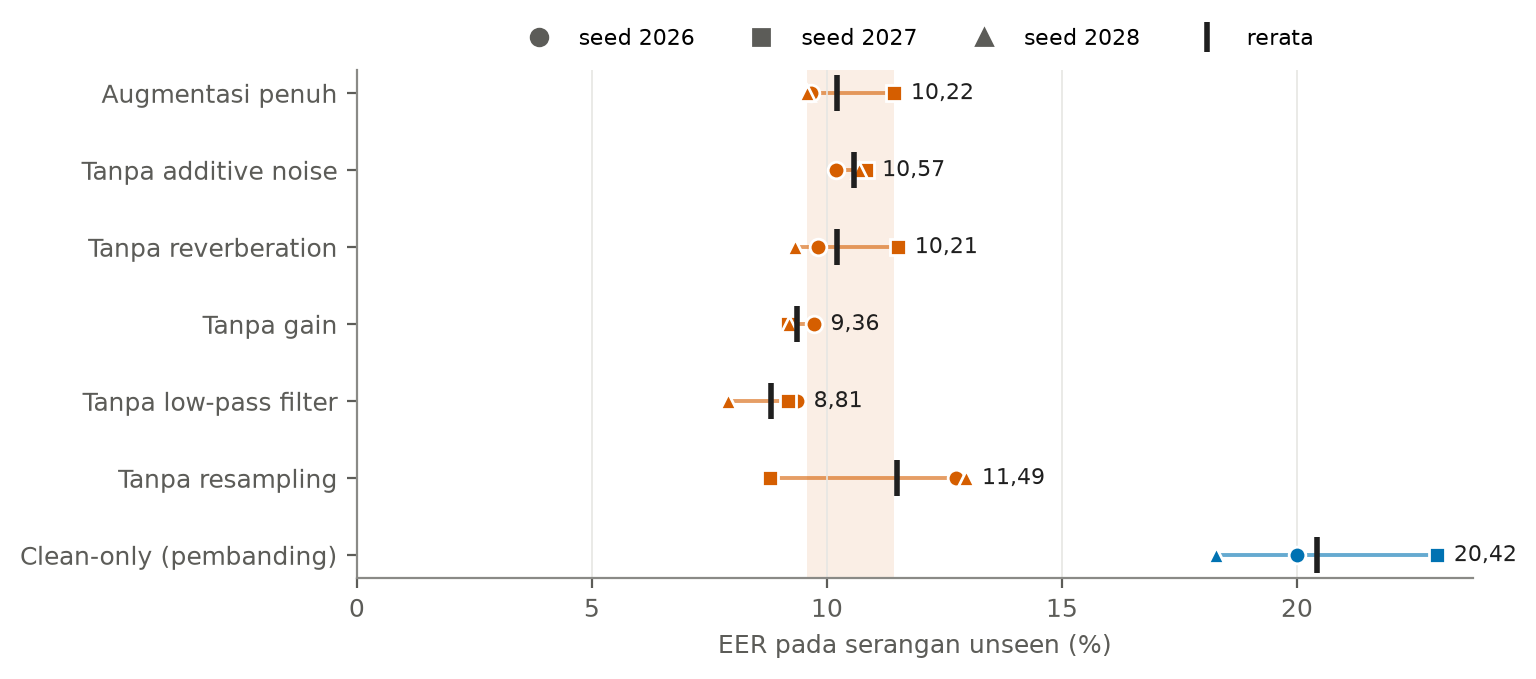 seed 2026 seed 2027 seed 2028 rerata
Augmentasi penuh 10,22
Tanpa additive noise 10,57
Tanpa reverberation 10,21
Tanpa gain 9,36
Tanpa low-pass filter 8,81
Tanpa resampling 11,49
Clean-only (pembanding) 20,42
0 5 10 15 20
EER pada serangan unseen (%)